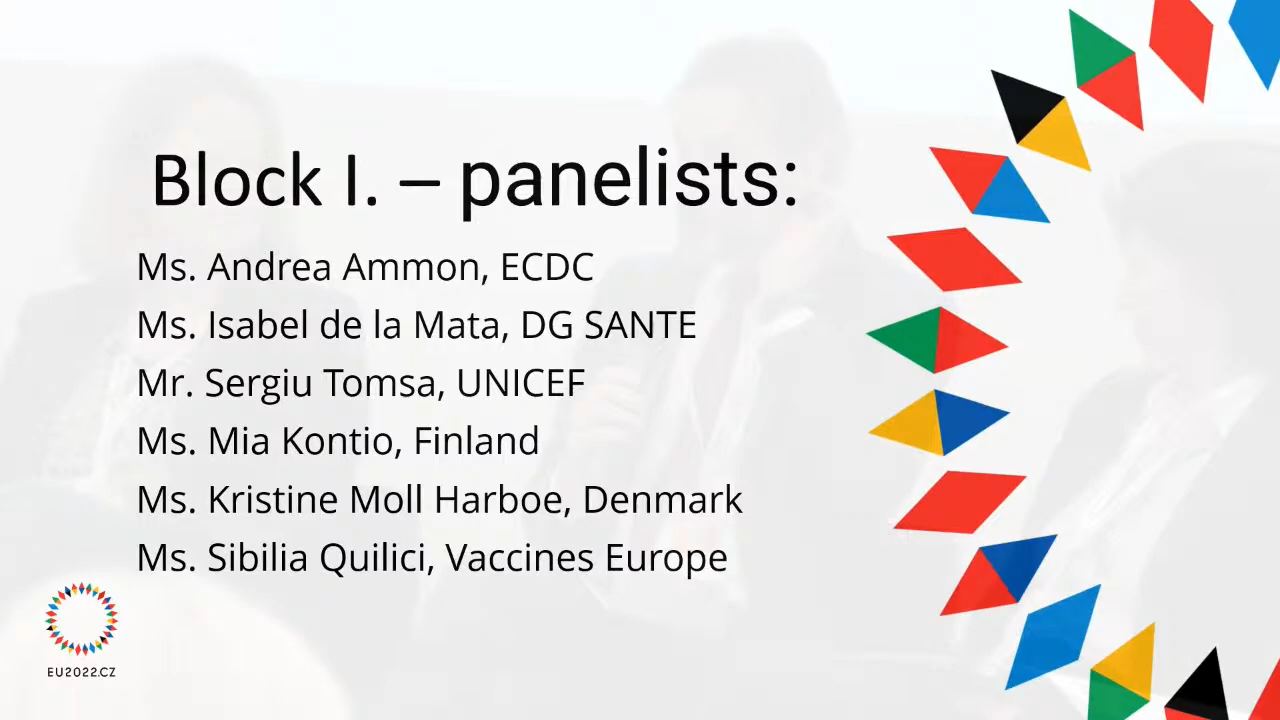 Block I. – panelists:
Ms. Andrea Ammon, ECDC
Ms. Isabel de la Mata, DG SANTE
Mr. Sergiu Tomsa, UNICEF
Ms. Mia Kontio, Finland
Ms. Kristine Moll Harboe, Denmark
Ms. Sibilia Quilici, Vaccines Europe
EU2022.CZ